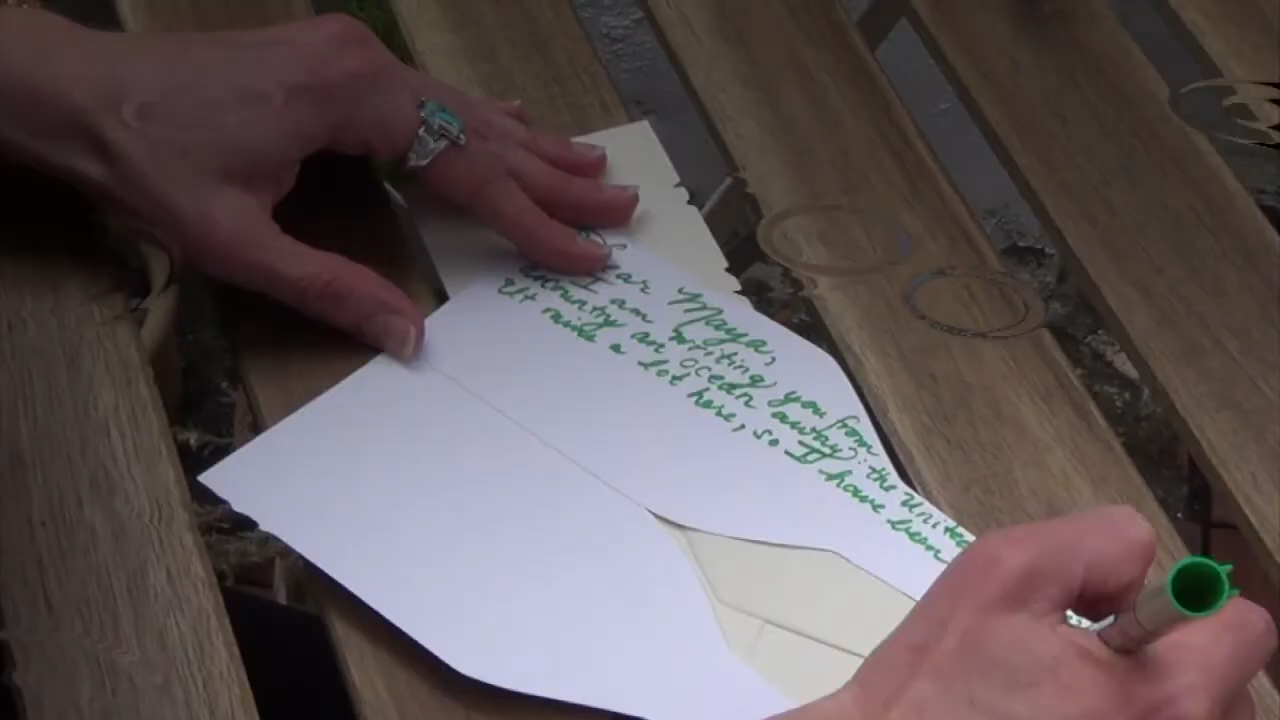 Dear Maya,
I am writing you from
country an ocean away: the United
It rains a lot here, so I have been